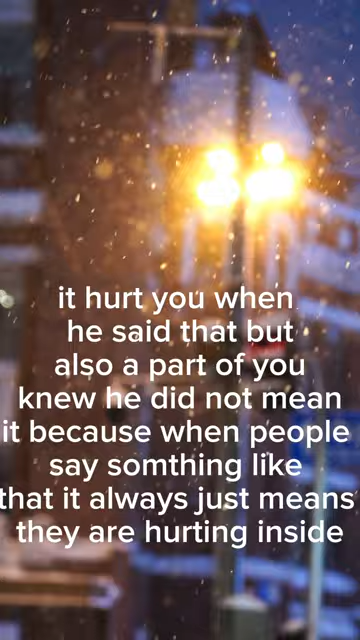 it hurt you when
he said that but
also a part of you
knew he did not mean
it because when people
say somthing like
that it always just means
they are hurting inside